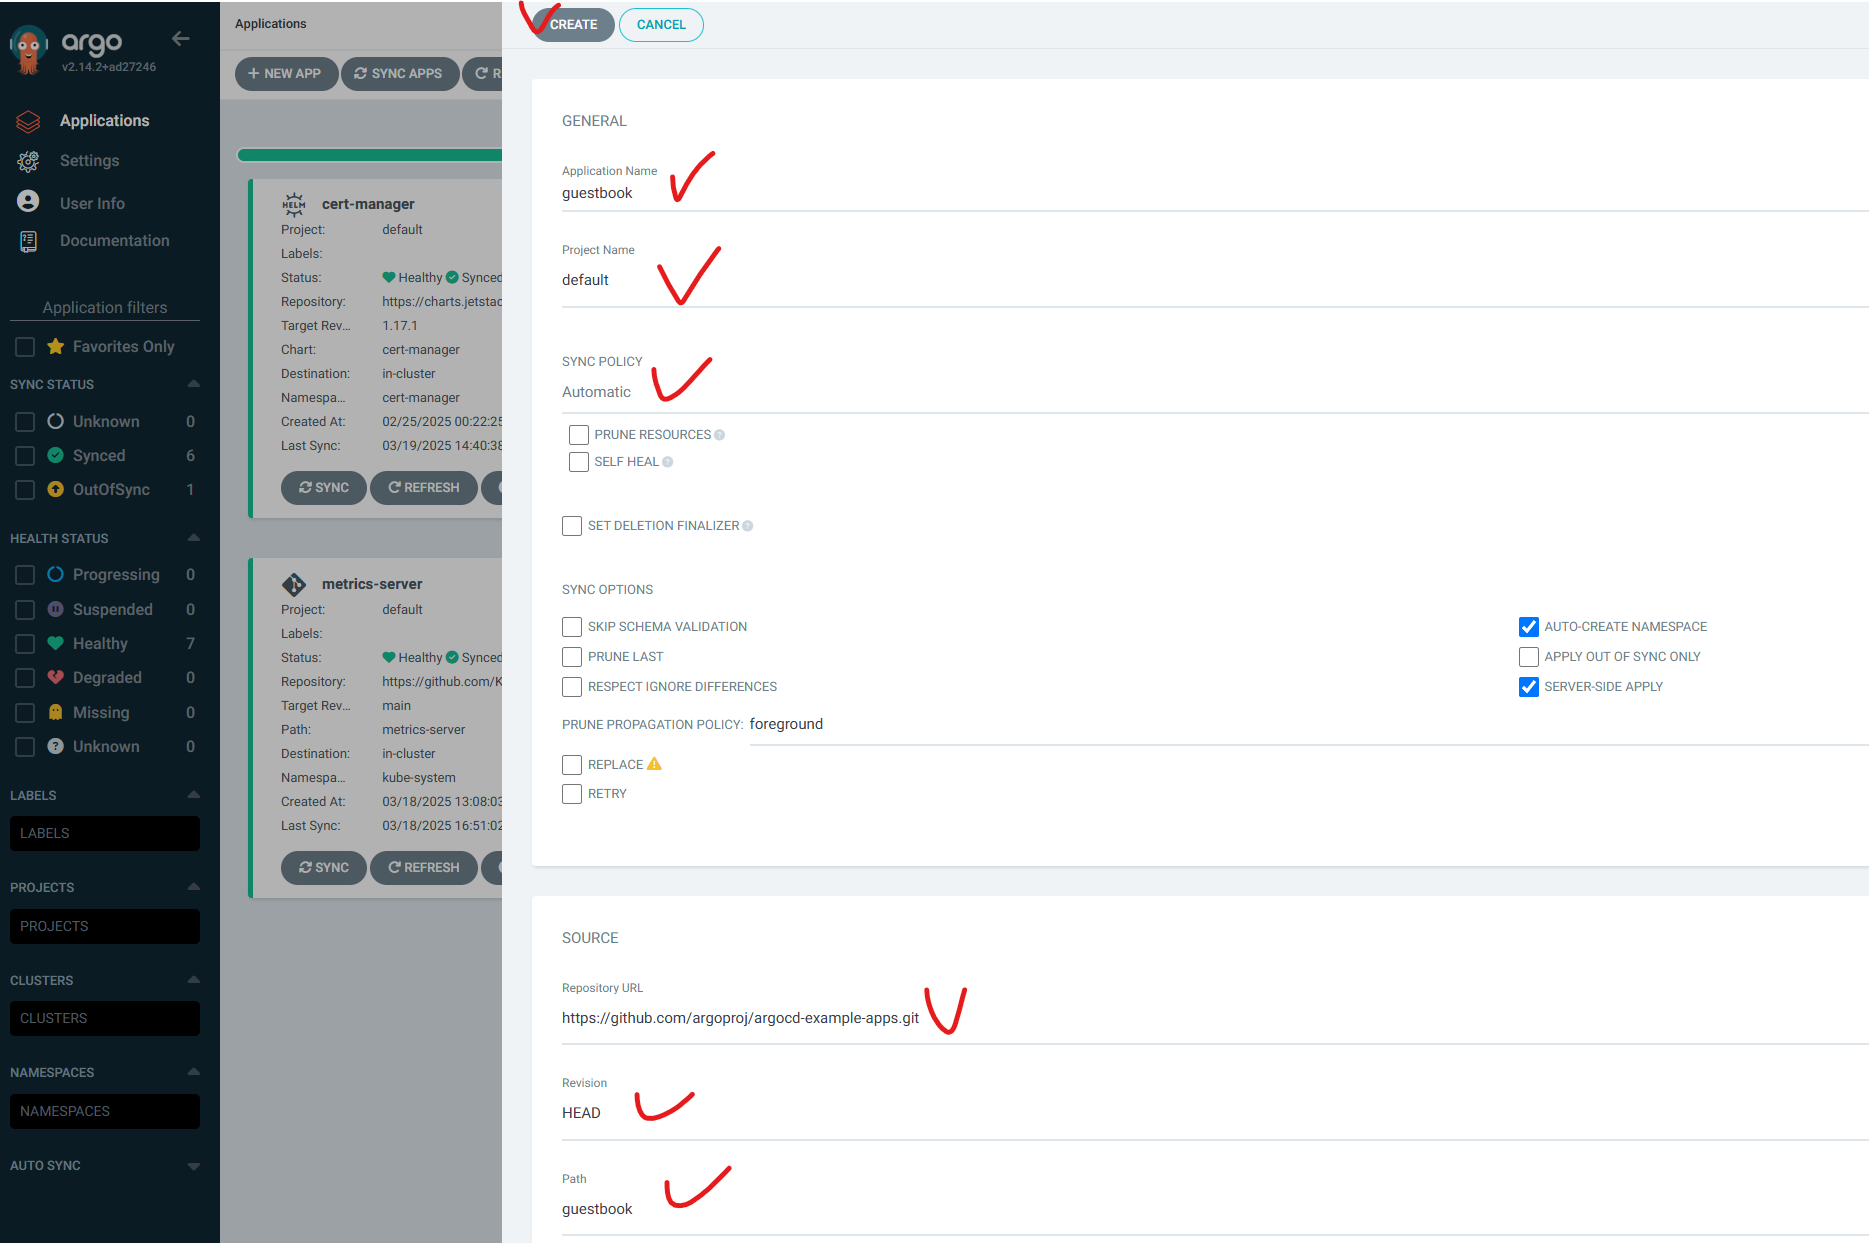 argo
v2.14.2+ad27246
Applications
Settings
User Info
Documentation
Application filters
Favorites Only
SYNC STATUS
Unknown 0
Synced 6
OutOfSync 1
HEALTH STATUS
Progressing 0
Suspended 0
Healthy 7
Degraded 0
Missing 0
Unknown 0
LABELS
LABELS
PROJECTS
PROJECTS
CLUSTERS
CLUSTERS
NAMESPACES
NAMESPACES
AUTO SYNC
Applications
NEW APP SYNC APPS R
HELM cert-manager
Project: default
Labels:
Status: Healthy Synced
Repository: https://charts.jetstac
Target Rev... 1.17.1
Chart: cert-manager
Destination: in-cluster
Namespa... cert-manager
Created At: 02/25/2025 00:22:25
Last Sync: 03/19/2025 14:40:38
SYNC REFRESH
metrics-server
Project: default
Labels:
Status: Healthy Synced
Repository: https://github.com/K
Target Rev... main
Path: metrics-server
Destination: in-cluster
Namespa... kube-system
Created At: 03/18/2025 13:08:03
Last Sync: 03/18/2025 16:51:02
SYNC REFRESH
CREATE CANCEL
GENERAL
Application Name
guestbook
Project Name
default
SYNC POLICY
Automatic
PRUNE RESOURCES
SELF HEAL
SET DELETION FINALIZER
SYNC OPTIONS
SKIP SCHEMA VALIDATION AUTO-CREATE NAMESPACE
PRUNE LAST APPLY OUT OF SYNC ONLY
RESPECT IGNORE DIFFERENCES SERVER-SIDE APPLY
PRUNE PROPAGATION POLICY: foreground
REPLACE
RETRY
SOURCE
Repository URL
https://github.com/argoproj/argocd-example-apps.git
Revision
HEAD
Path
guestbook